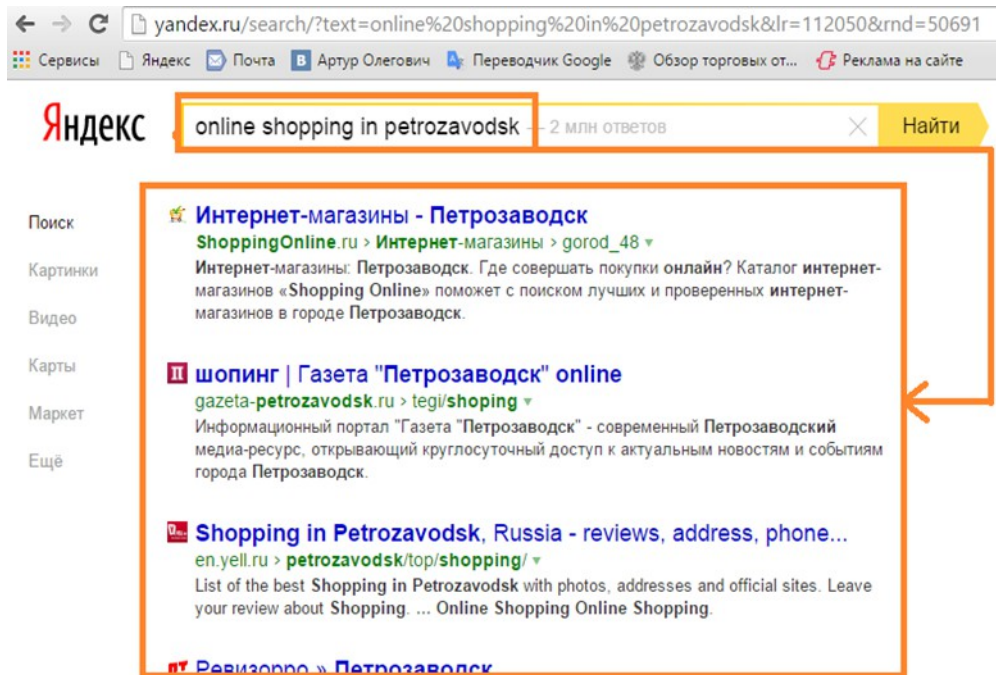 yandex.ru/search/?text=online%20shopping%20in%20petrozavodsk&lr=112050&rnd=50691
Сервисы Яндекс Почта Артур Олегович Переводчик Google Обзор торговых от... Реклама на сайте
Яндекс online shopping in petrozavodsk — 2 млн ответов Найти
Поиск
Картинки
Видео
Карты
Маркет
Ещё
Интернет-магазины - Петрозаводск
ShoppingOnline.ru › Интернет-магазины › gorod_48
Интернет-магазины: Петрозаводск. Где совершать покупки онлайн? Каталог интернет-
магазинов «Shopping Online» поможет с поиском лучших и проверенных интернет-
магазинов в городе Петрозаводск.
шопинг | Газета "Петрозаводск" online
gazeta-petrozavodsk.ru › tegi/shoping
Информационный портал "Газета "Петрозаводск" - современный Петрозаводский
медиа-ресурс, открывающий круглосуточный доступ к актуальным новостям и событиям
города Петрозаводск.
Shopping in Petrozavodsk, Russia - reviews, address, phone...
en.yell.ru › petrozavodsk/top/shopping/
List of the best Shopping in Petrozavodsk with photos, addresses and official sites. Leave
your review about Shopping. ... Online Shopping Online Shopping.
Ревизорро » Петрозаводск